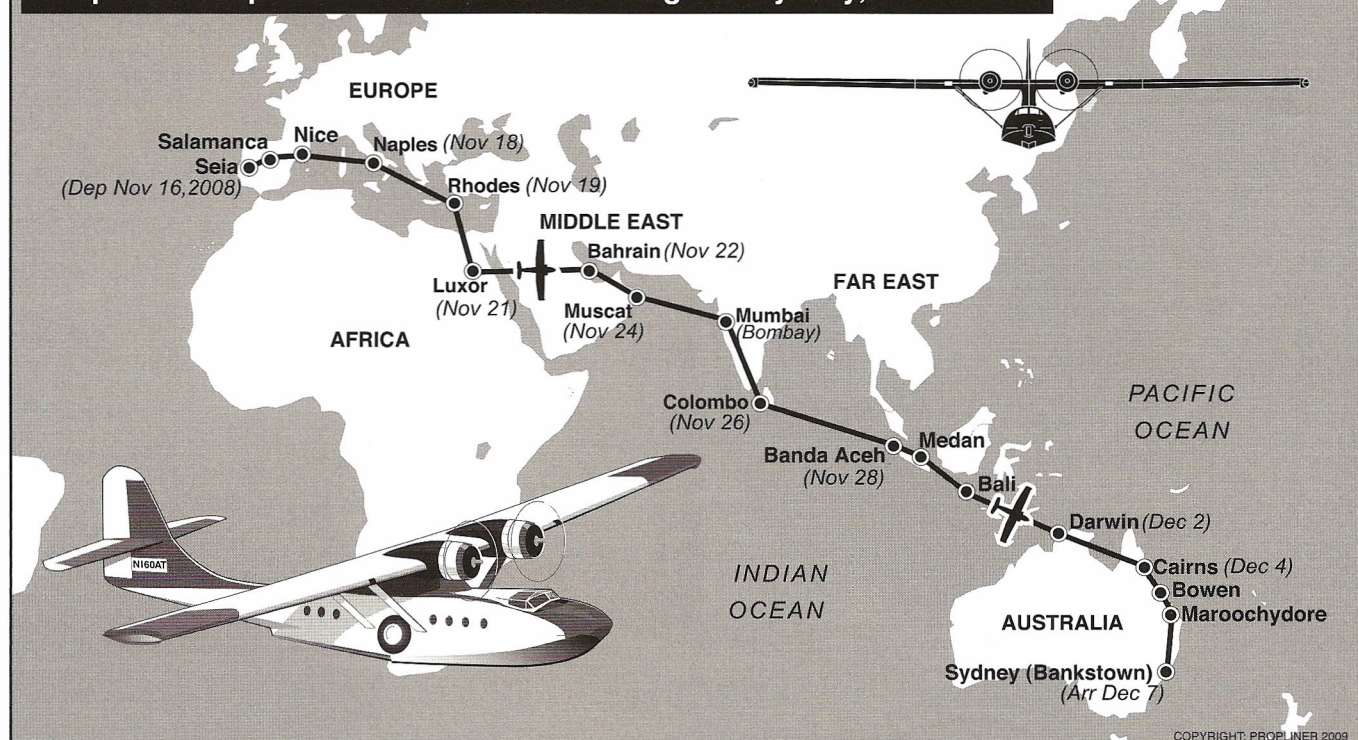 EUROPE
Salamanca
Nice
Seia
(Dep Nov 16,2008)
Naples (Nov 18)
Rhodes (Nov 19)
MIDDLE EAST
Bahrain (Nov 22)
Luxor
(Nov 21)
Muscat
(Nov 24)
Mumbai
(Bombay)
FAR EAST
AFRICA
Colombo
(Nov 26)
Banda Aceh
(Nov 28)
Medan
Bali
PACIFIC
OCEAN
Darwin (Dec 2)
Cairns (Dec 4)
Bowen
Maroochydore
INDIAN
OCEAN
AUSTRALIA
Sydney (Bankstown)
(Arr Dec 7)
N160AT
COPYRIGHT: PROPLINER 2009